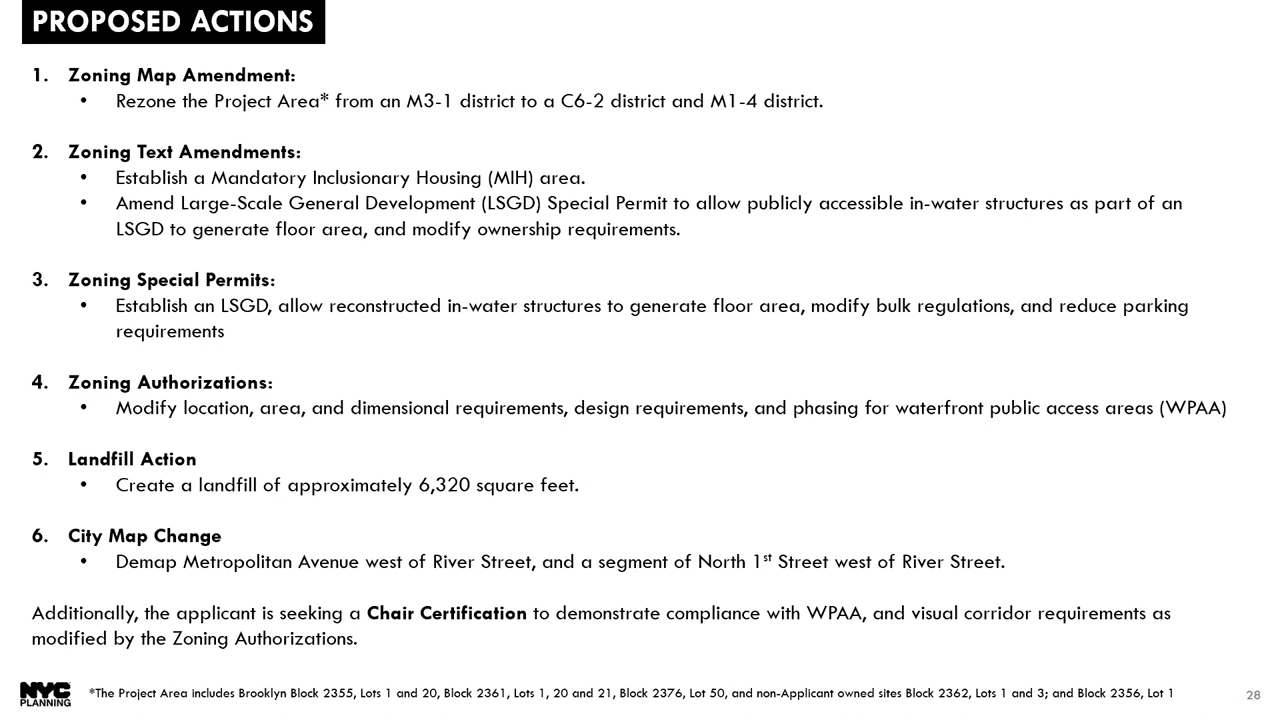 PROPOSED ACTIONS
1. Zoning Map Amendment:
• Rezone the Project Area* from an M3-1 district to a C6-2 district and M1-4 district.
2. Zoning Text Amendments:
• Establish a Mandatory Inclusionary Housing (MIH) area.
• Amend Large-Scale General Development (LSGD) Special Permit to allow publicly accessible in-water structures as part of an
LSGD to generate floor area, and modify ownership requirements.
3. Zoning Special Permits:
• Establish an LSGD, allow reconstructed in-water structures to generate floor area, modify bulk regulations, and reduce parking
requirements
4. Zoning Authorizations:
• Modify location, area, and dimensional requirements, design requirements, and phasing for waterfront public access areas (WPAA)
5. Landfill Action
• Create a landfill of approximately 6,320 square feet.
6. City Map Change
• Demap Metropolitan Avenue west of River Street, and a segment of North 1st Street west of River Street.
Additionally, the applicant is seeking a Chair Certification to demonstrate compliance with WPAA, and visual corridor requirements as
modified by the Zoning Authorizations.
NYC
PLANNING
*The Project Area includes Brooklyn Block 2355, Lots 1 and 20, Block 2361, Lots 1, 20 and 21, Block 2376, Lot 50, and non-Applicant owned sites Block 2362, Lots 1 and 3; and Block 2356, Lot 1
28